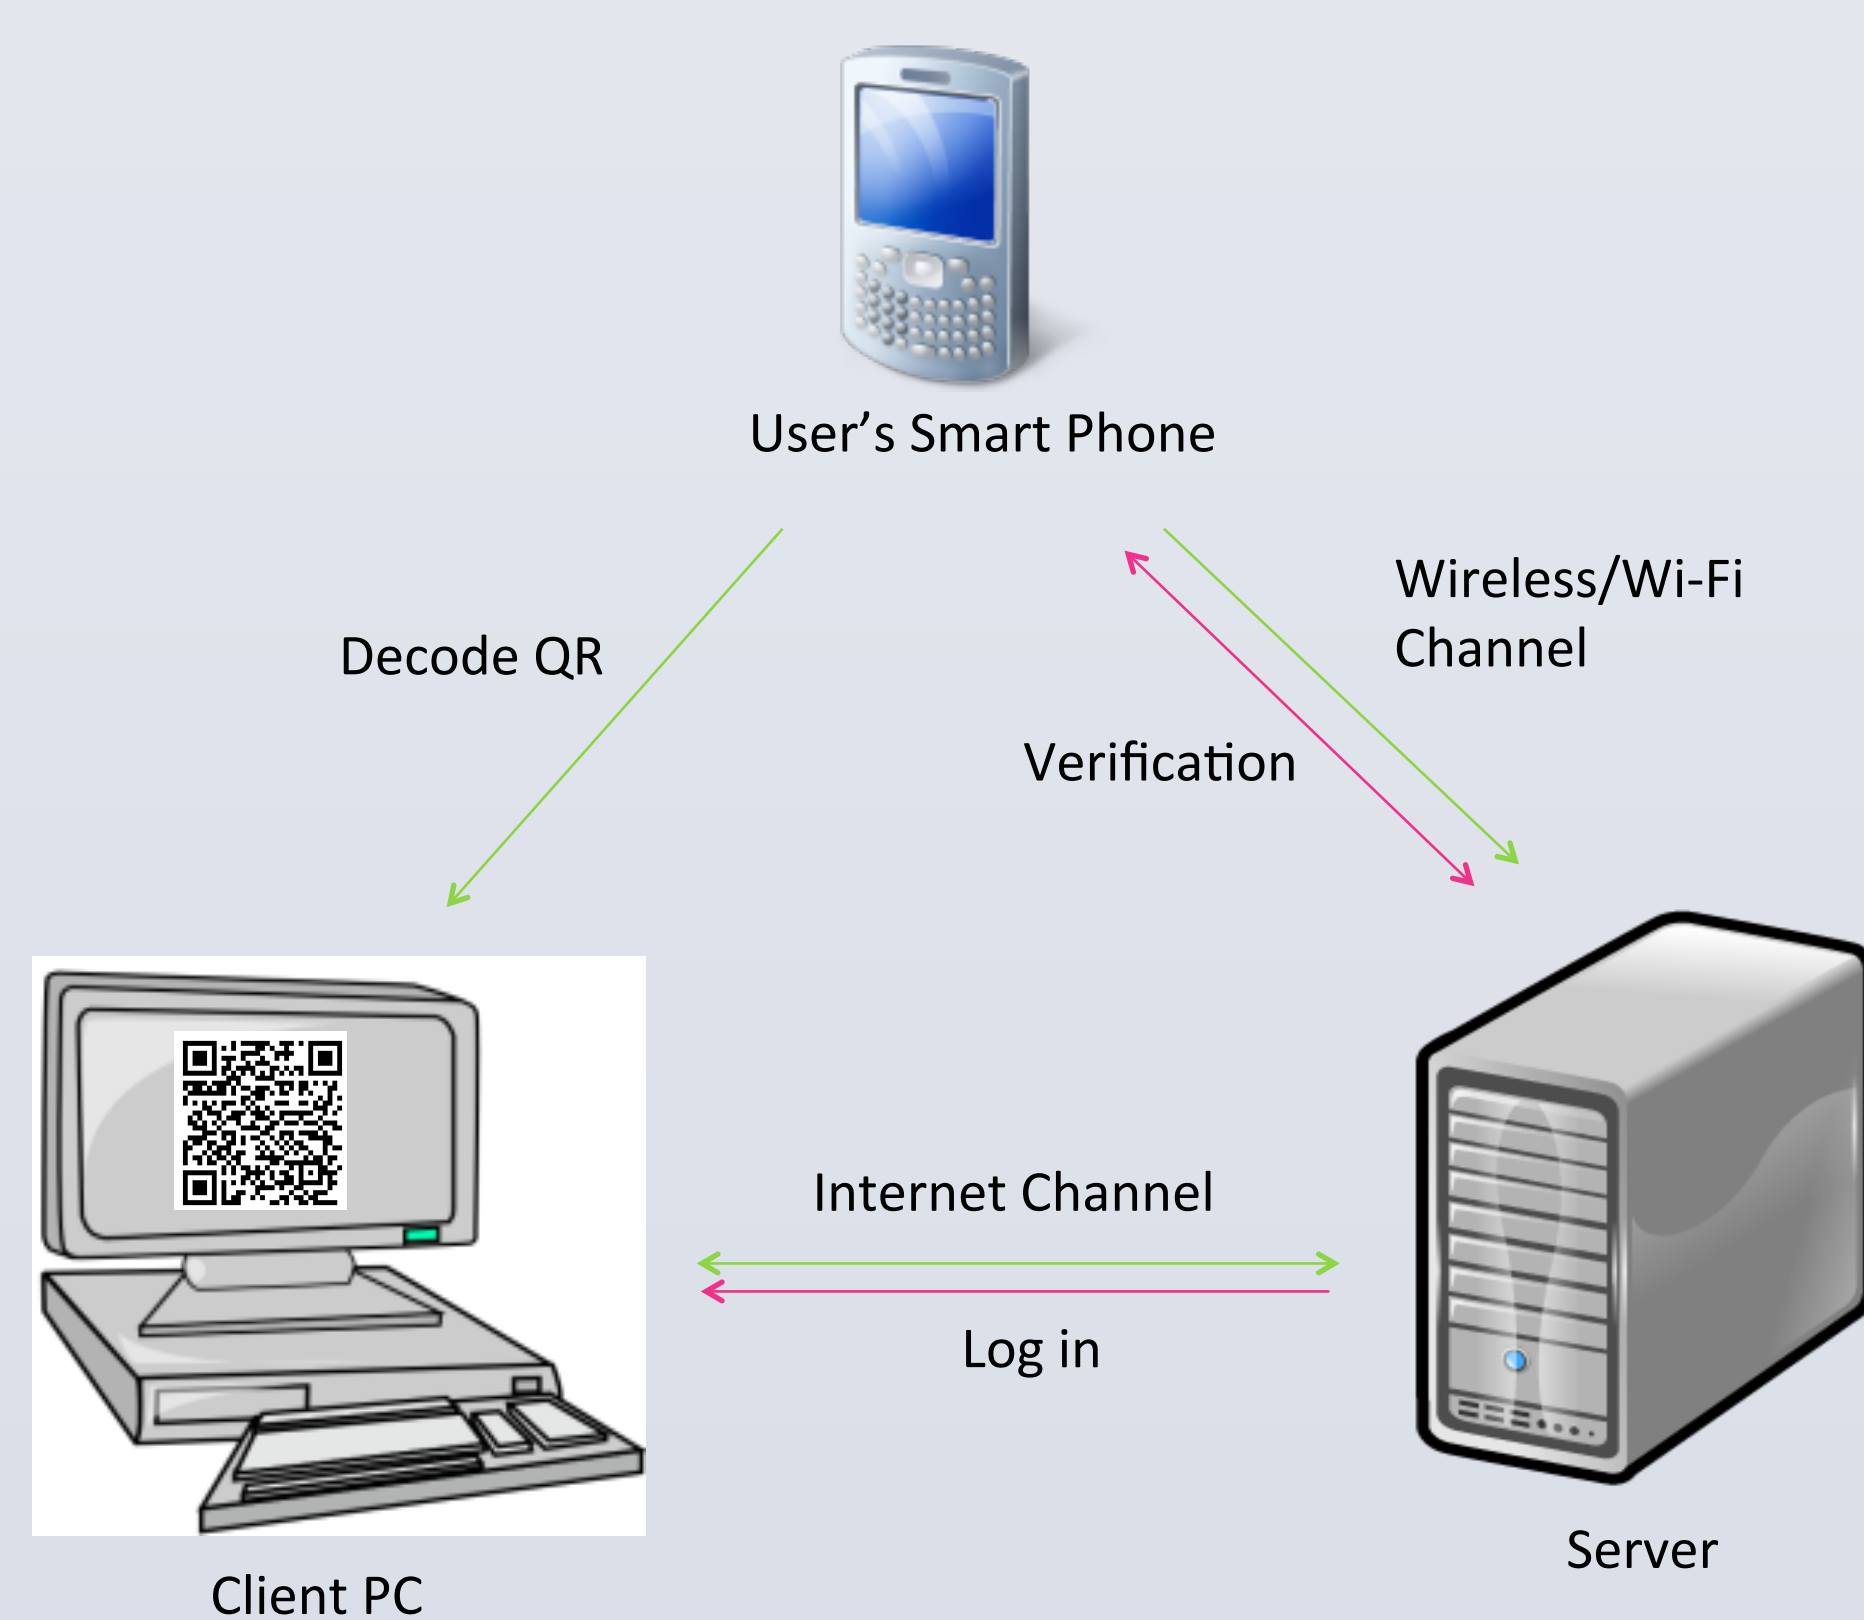 User’s Smart Phone
Wireless/Wi-Fi
Channel
Decode QR
Verification
Internet Channel
Log in
Server
Client PC